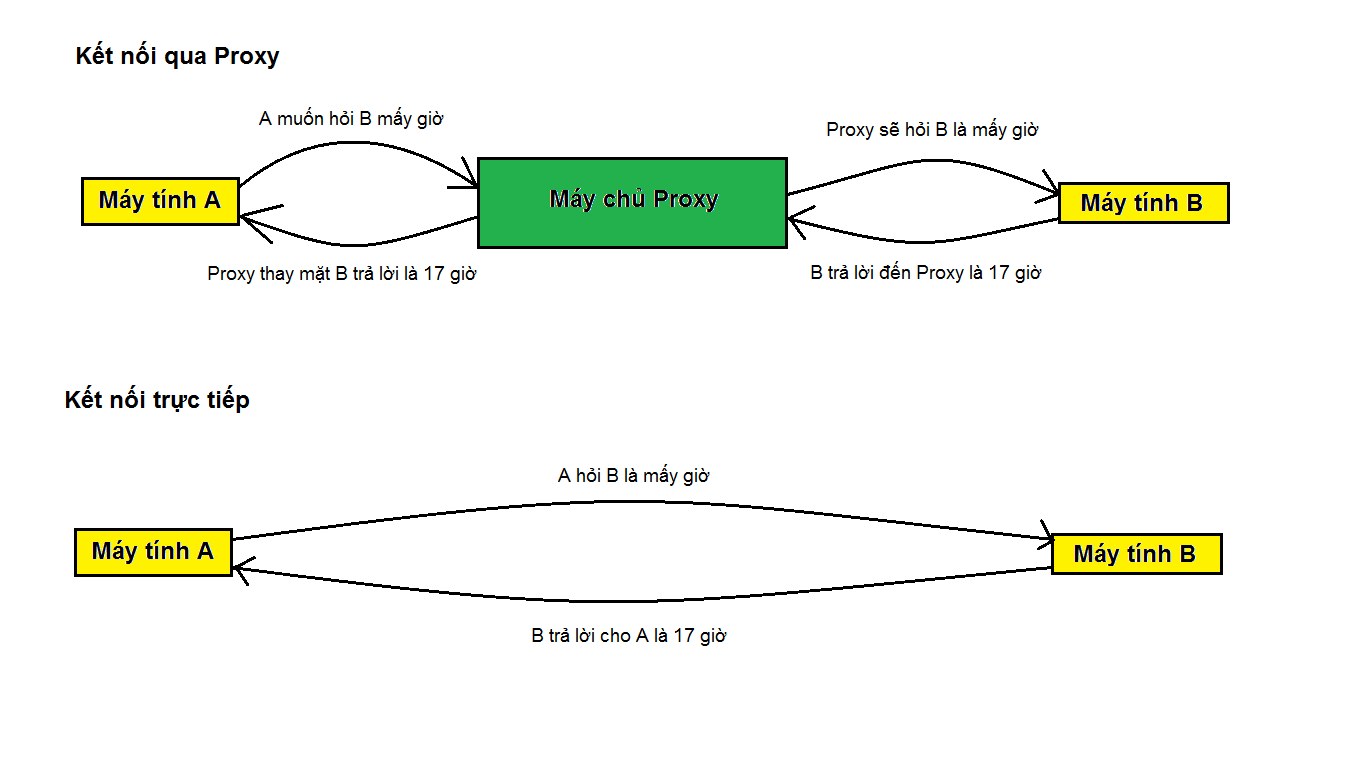 Kết nối qua Proxy
A muốn hỏi B mấy giờ
Proxy sẽ hỏi B là mấy giờ
Máy tính A
Máy chủ Proxy
Máy tính B
Proxy thay mặt B trả lời là 17 giờ
B trả lời đến Proxy là 17 giờ
Kết nối trực tiếp
A hỏi B là mấy giờ
Máy tính A
Máy tính B
B trả lời cho A là 17 giờ